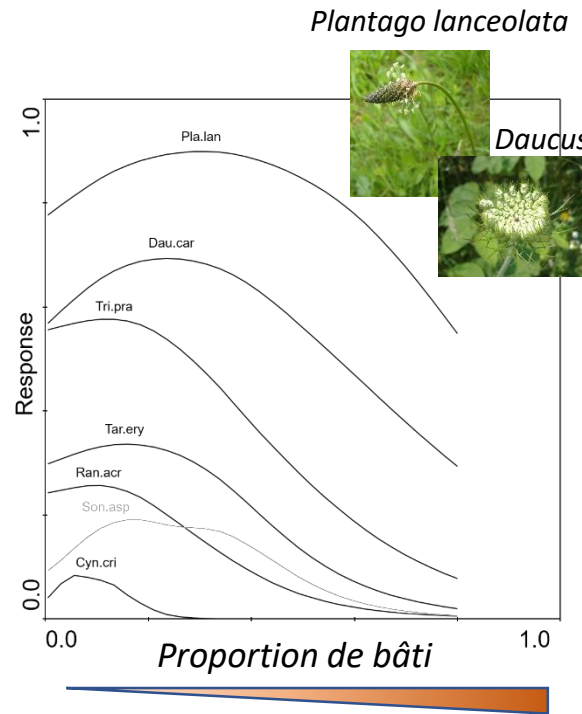 Plantago lanceolata
Daucus
1.0
Pla.lan
Dau.car
Tri.pra
Response
Tar.ery
Ran.acr
Son.asp
Cyn.cri
0.0
0.0
1.0
Proportion de bâti